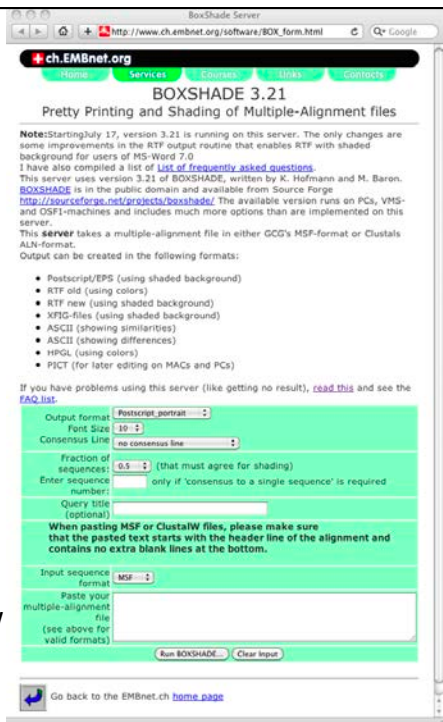 BoxShade Server
http://www.ch.embnet.org/software/BOX_form.html
Google
ch.EMBnet.org
Home Services Courses Links Contacts
BOXSHADE 3.21
Pretty Printing and Shading of Multiple-Alignment files
Note:StartingJuly 17, version 3.21 is running on this server. The only changes are
some improvements in the RTF output routine that enables RTF with shaded
background for users of MS-Word 7.0
I have also compiled a list of List of frequently asked questions.
This server uses version 3.21 of BOXSHADE, written by K. Hofmann and M. Baron.
BOXSHADE is in the public domain and available from Source Forge
http://sourceforge.net/projects/boxshade/ The available version runs on PCs, VMS-
and OSF1-machines and includes much more options than are implemented on this
server.
This server takes a multiple-alignment file in either GCG's MSF-format or Clustals
ALN-format.
Output can be created in the following formats:
Postscript/EPS (using shaded background)
RTF old (using colors)
RTF new (using shaded background)
XFIG-files (using shaded background)
ASCII (showing similarities)
ASCII (showing differences)
HPGL (using colors)
PICT (for later editing on MACs and PCs)
If you have problems using this server (like getting no result), read this and see the
FAQ list.
Output format Postscript_portrait
Font Size 10
Consensus Line no consensus line
Fraction of
sequences: 0.5 (that must agree for shading)
Enter sequence
number: only if 'consensus to a single sequence' is required
Query title
(optional)
When pasting MSF or ClustalW files, please make sure
that the pasted text starts with the header line of the alignment and
contains no extra blank lines at the bottom.
Input sequence
format MSF
Paste your
multiple-alignment
file
(see above for
valid formats)
Run BOXSHADE... Clear Input
Go back to the EMBnet.ch home page